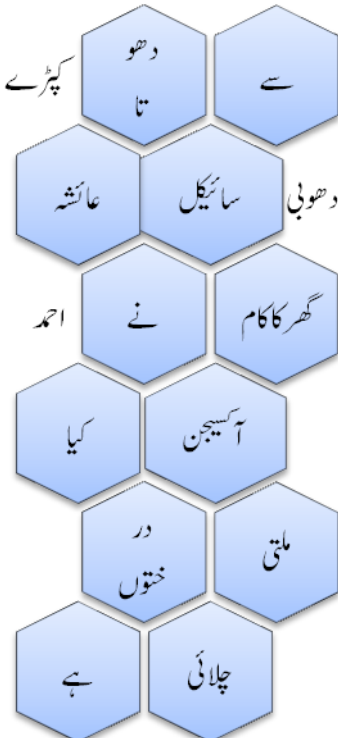 سے دھو تا کپڑے
دھوبی سائیکل عائشہ
گھر کا کام نے احمد
آکسیجن کیا
ملتی در ختوں
چلائی ہے